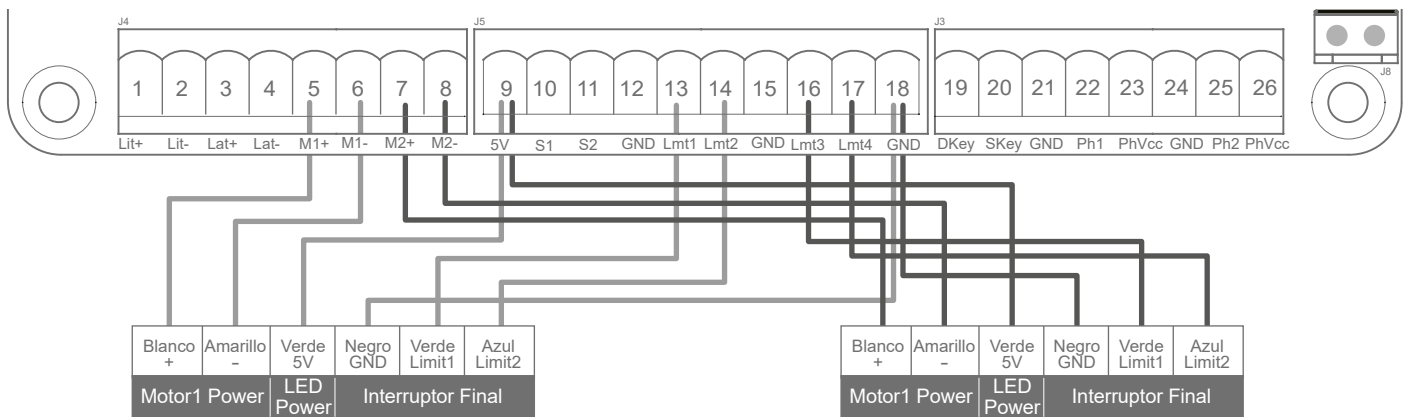 J4 J5 J3
1 2 3 4 5 6 7 8 9 10 11 12 13 14 15 16 17 18 19 20 21 22 23 24 25 26
J8
Lit+ Lit- Lat+ Lat- M1+ M1- M2+ M2- 5V S1 S2 GND Lmt1 Lmt2 GND Lmt3 Lmt4 GND DKey SKey GND Ph1 PhVcc GND Ph2 PhVcc
Blanco Amarillo Verde Negro Verde Azul
+ – 5V GND Limit1 Limit2
Motor1 Power LED Power Interruptor Final
Blanco Amarillo Verde Negro Verde Azul
+ – 5V GND Limit1 Limit2
Motor1 Power LED Power Interruptor Final